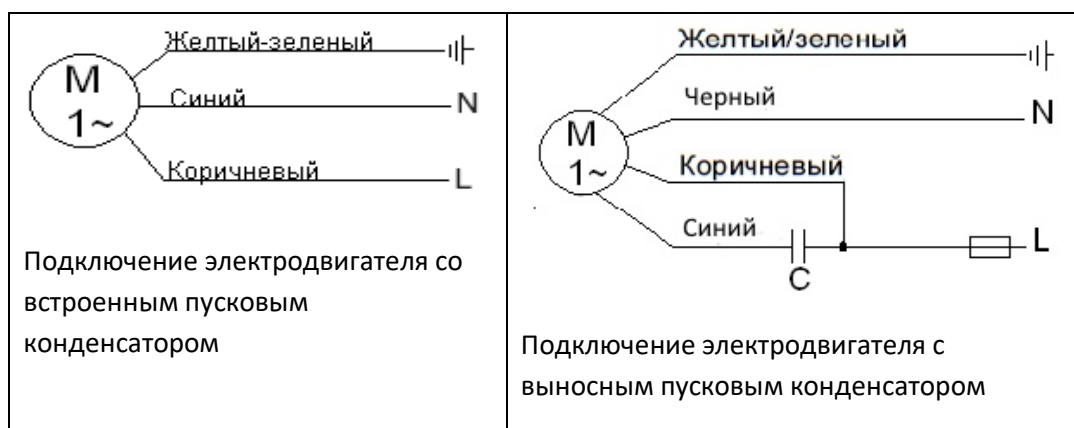 Желтый-зеленый
M
1~
Синий
N
Коричневый
L
Подключение электродвигателя со
встроенным пусковым
конденсатором
Желтый/зеленый
Черный
N
M
1~
Коричневый
Синий
L
C
Подключение электродвигателя с
выносным пусковым конденсатором